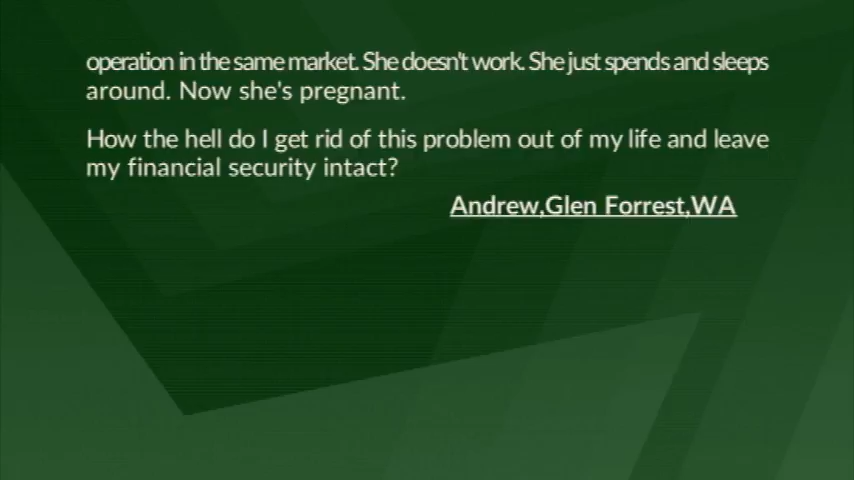 operation in the same market. She doesn't work. She just spends and sleeps
around. Now she's pregnant.
How the hell do I get rid of this problem out of my life and leave
my financial security intact?
Andrew,Glen Forrest,WA